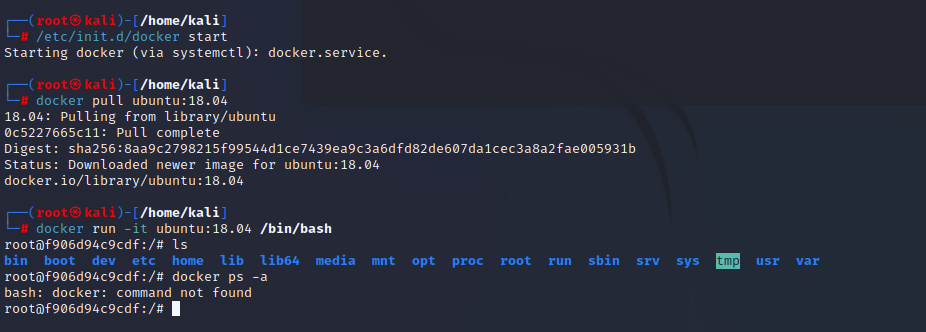 ┌──(root㉿kali)-[/home/kali]
└─# /etc/init.d/docker start
Starting docker (via systemctl): docker.service.
┌──(root㉿kali)-[/home/kali]
└─# docker pull ubuntu:18.04
18.04: Pulling from library/ubuntu
0c5227665c11: Pull complete
Digest: sha256:8aa9c2798215f99544d1ce7439ea9c3a6dfd82de607da1cec3a8a2fae005931b
Status: Downloaded newer image for ubuntu:18.04
docker.io/library/ubuntu:18.04
┌──(root㉿kali)-[/home/kali]
└─# docker run -it ubuntu:18.04 /bin/bash
root@f906d94c9cdf:/# ls
bin boot dev etc home lib lib64 media mnt opt proc root run sbin srv sys tmp usr var
root@f906d94c9cdf:/# docker ps -a
bash: docker: command not found
root@f906d94c9cdf:/#